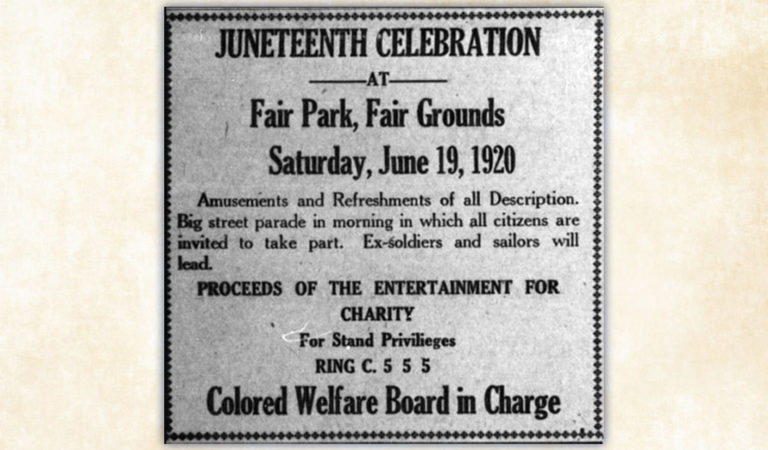 JUNETEENTH CELEBRATION
AT
Fair Park, Fair Grounds
Saturday, June 19, 1920
Amusements and Refreshments of all Description.
Big street parade in morning in which all citizens are
invited to take part. Ex-soldiers and sailors will
lead.
PROCEEDS OF THE ENTERTAINMENT FOR
CHARITY
For Stand Privilieges
RING C. 5 5 5
Colored Welfare Board in Charge